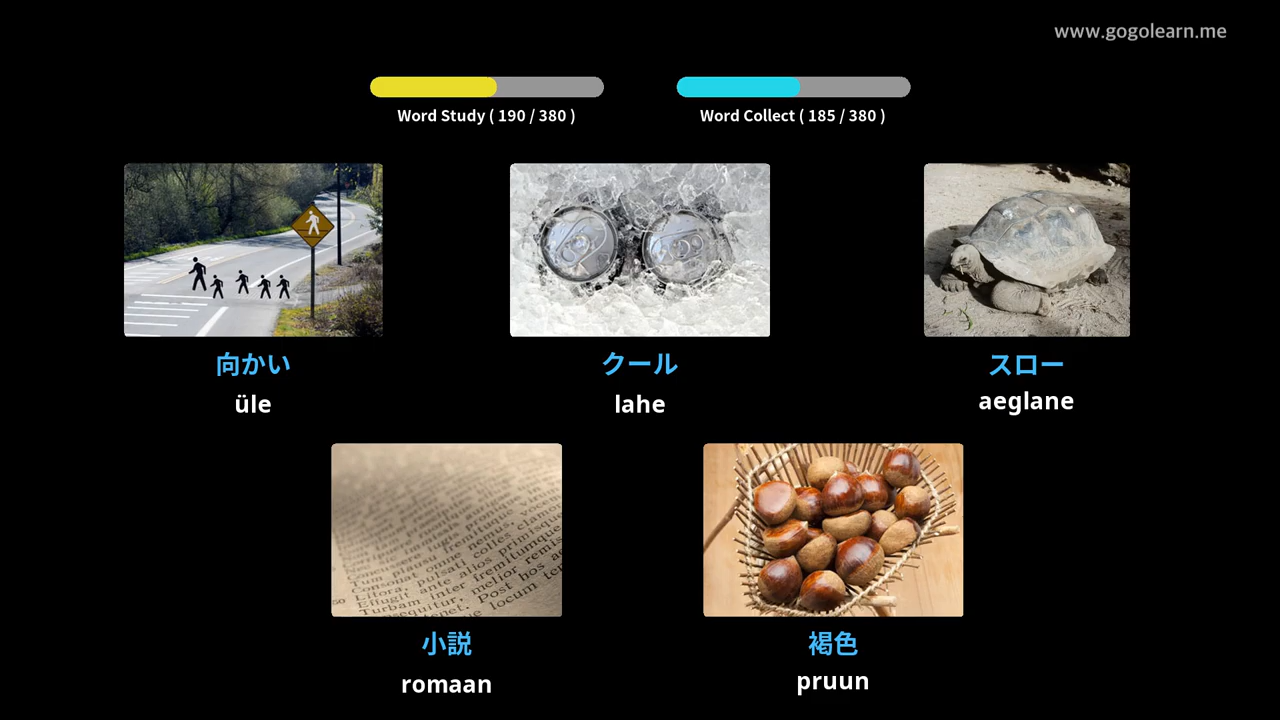 www.gogolearn.me
Word Study ( 190 / 380 )
Word Collect ( 185 / 380 )
向かい
üle
クール
lahe
スロー
aeglane
小説
romaan
褐色
pruun